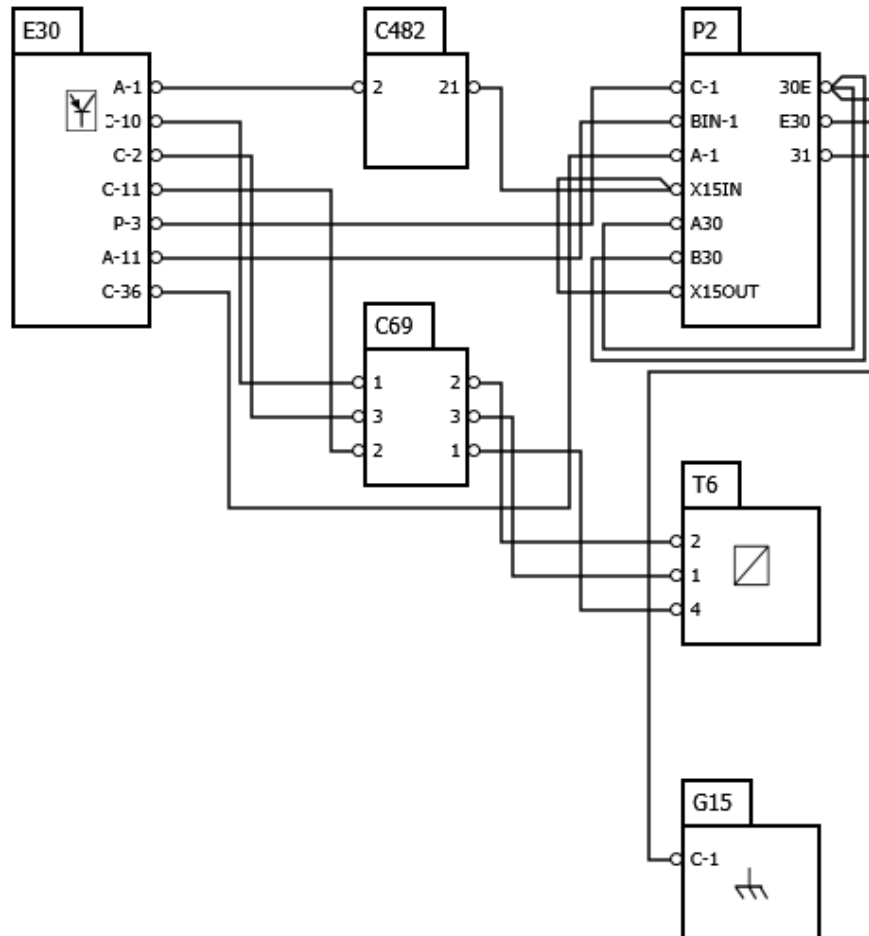 E30
A-1
C-10
C-2
C-11
P-3
A-11
C-36
C482
2 21
P2
C-1 30E
BIN-1 E30
A-1 31
X15IN
A30
B30
X15OUT
C69
1 2
3 3
2 1
T6
2
1
4
G15
C-1